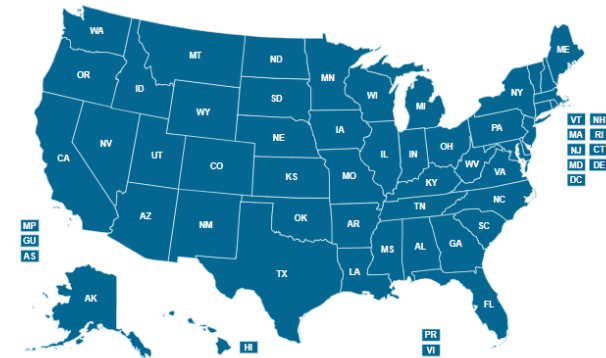 WA
MT
ND
ME
OR
MN
ID
SD
WI
NY
WY
MI
VT NH
IA
PA
MA RI
NE
NV
OH
NJ CT
CA
UT
CO
IL
IN
WV
MD DE
VA
KS
MO
KY
DC
NC
TN
AZ
NM
OK
AR
SC
MP
GU
MS
AL
GA
AS
TX
LA
AK
FL
HI
PR
VI